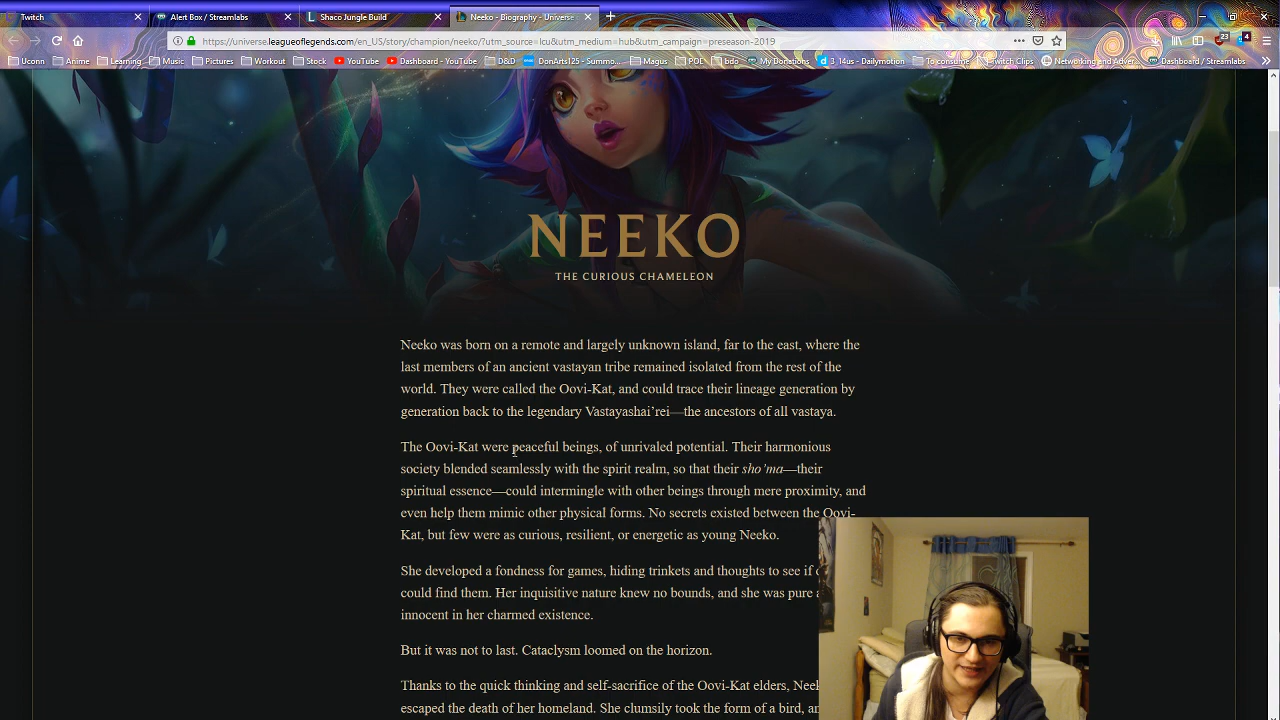 Twitch
Alert Box / Streamlabs
Shaco Jungle Build
Neeko - Biography - Universe
https://universe.leagueoflegends.com/en_US/story/champion/neeko/?utm_source=lcu&utm_medium=hub&utm_campaign=preseason-2019
23
4
Uconn Anime Learning Music Pictures Workout Stock YouTube Dashboard - YouTube D&D DonArts125 - Summo... Magus POE bdo My Donations 3_14us - Dailymotion To consume Twitch Clips Networking and Adver... Dashboard / Streamlabs
NEEKO
THE CURIOUS CHAMELEON
Neeko was born on a remote and largely unknown island, far to the east, where the
last members of an ancient vastayan tribe remained isolated from the rest of the
world. They were called the Oovi-Kat, and could trace their lineage generation by
generation back to the legendary Vastayashai’rei—the ancestors of all vastaya.
The Oovi-Kat were peaceful beings, of unrivaled potential. Their harmonious
society blended seamlessly with the spirit realm, so that their sho’ma—their
spiritual essence—could intermingle with other beings through mere proximity, and
even help them mimic other physical forms. No secrets existed between the Oovi-
Kat, but few were as curious, resilient, or energetic as young Neeko.
She developed a fondness for games, hiding trinkets and thoughts to see if
could find them. Her inquisitive nature knew no bounds, and she was pure
innocent in her charmed existence.
But it was not to last. Cataclysm loomed on the horizon.
Thanks to the quick thinking and self-sacrifice of the Oovi-Kat elders,
escaped the death of her homeland. She clumsily took the form of a bird,